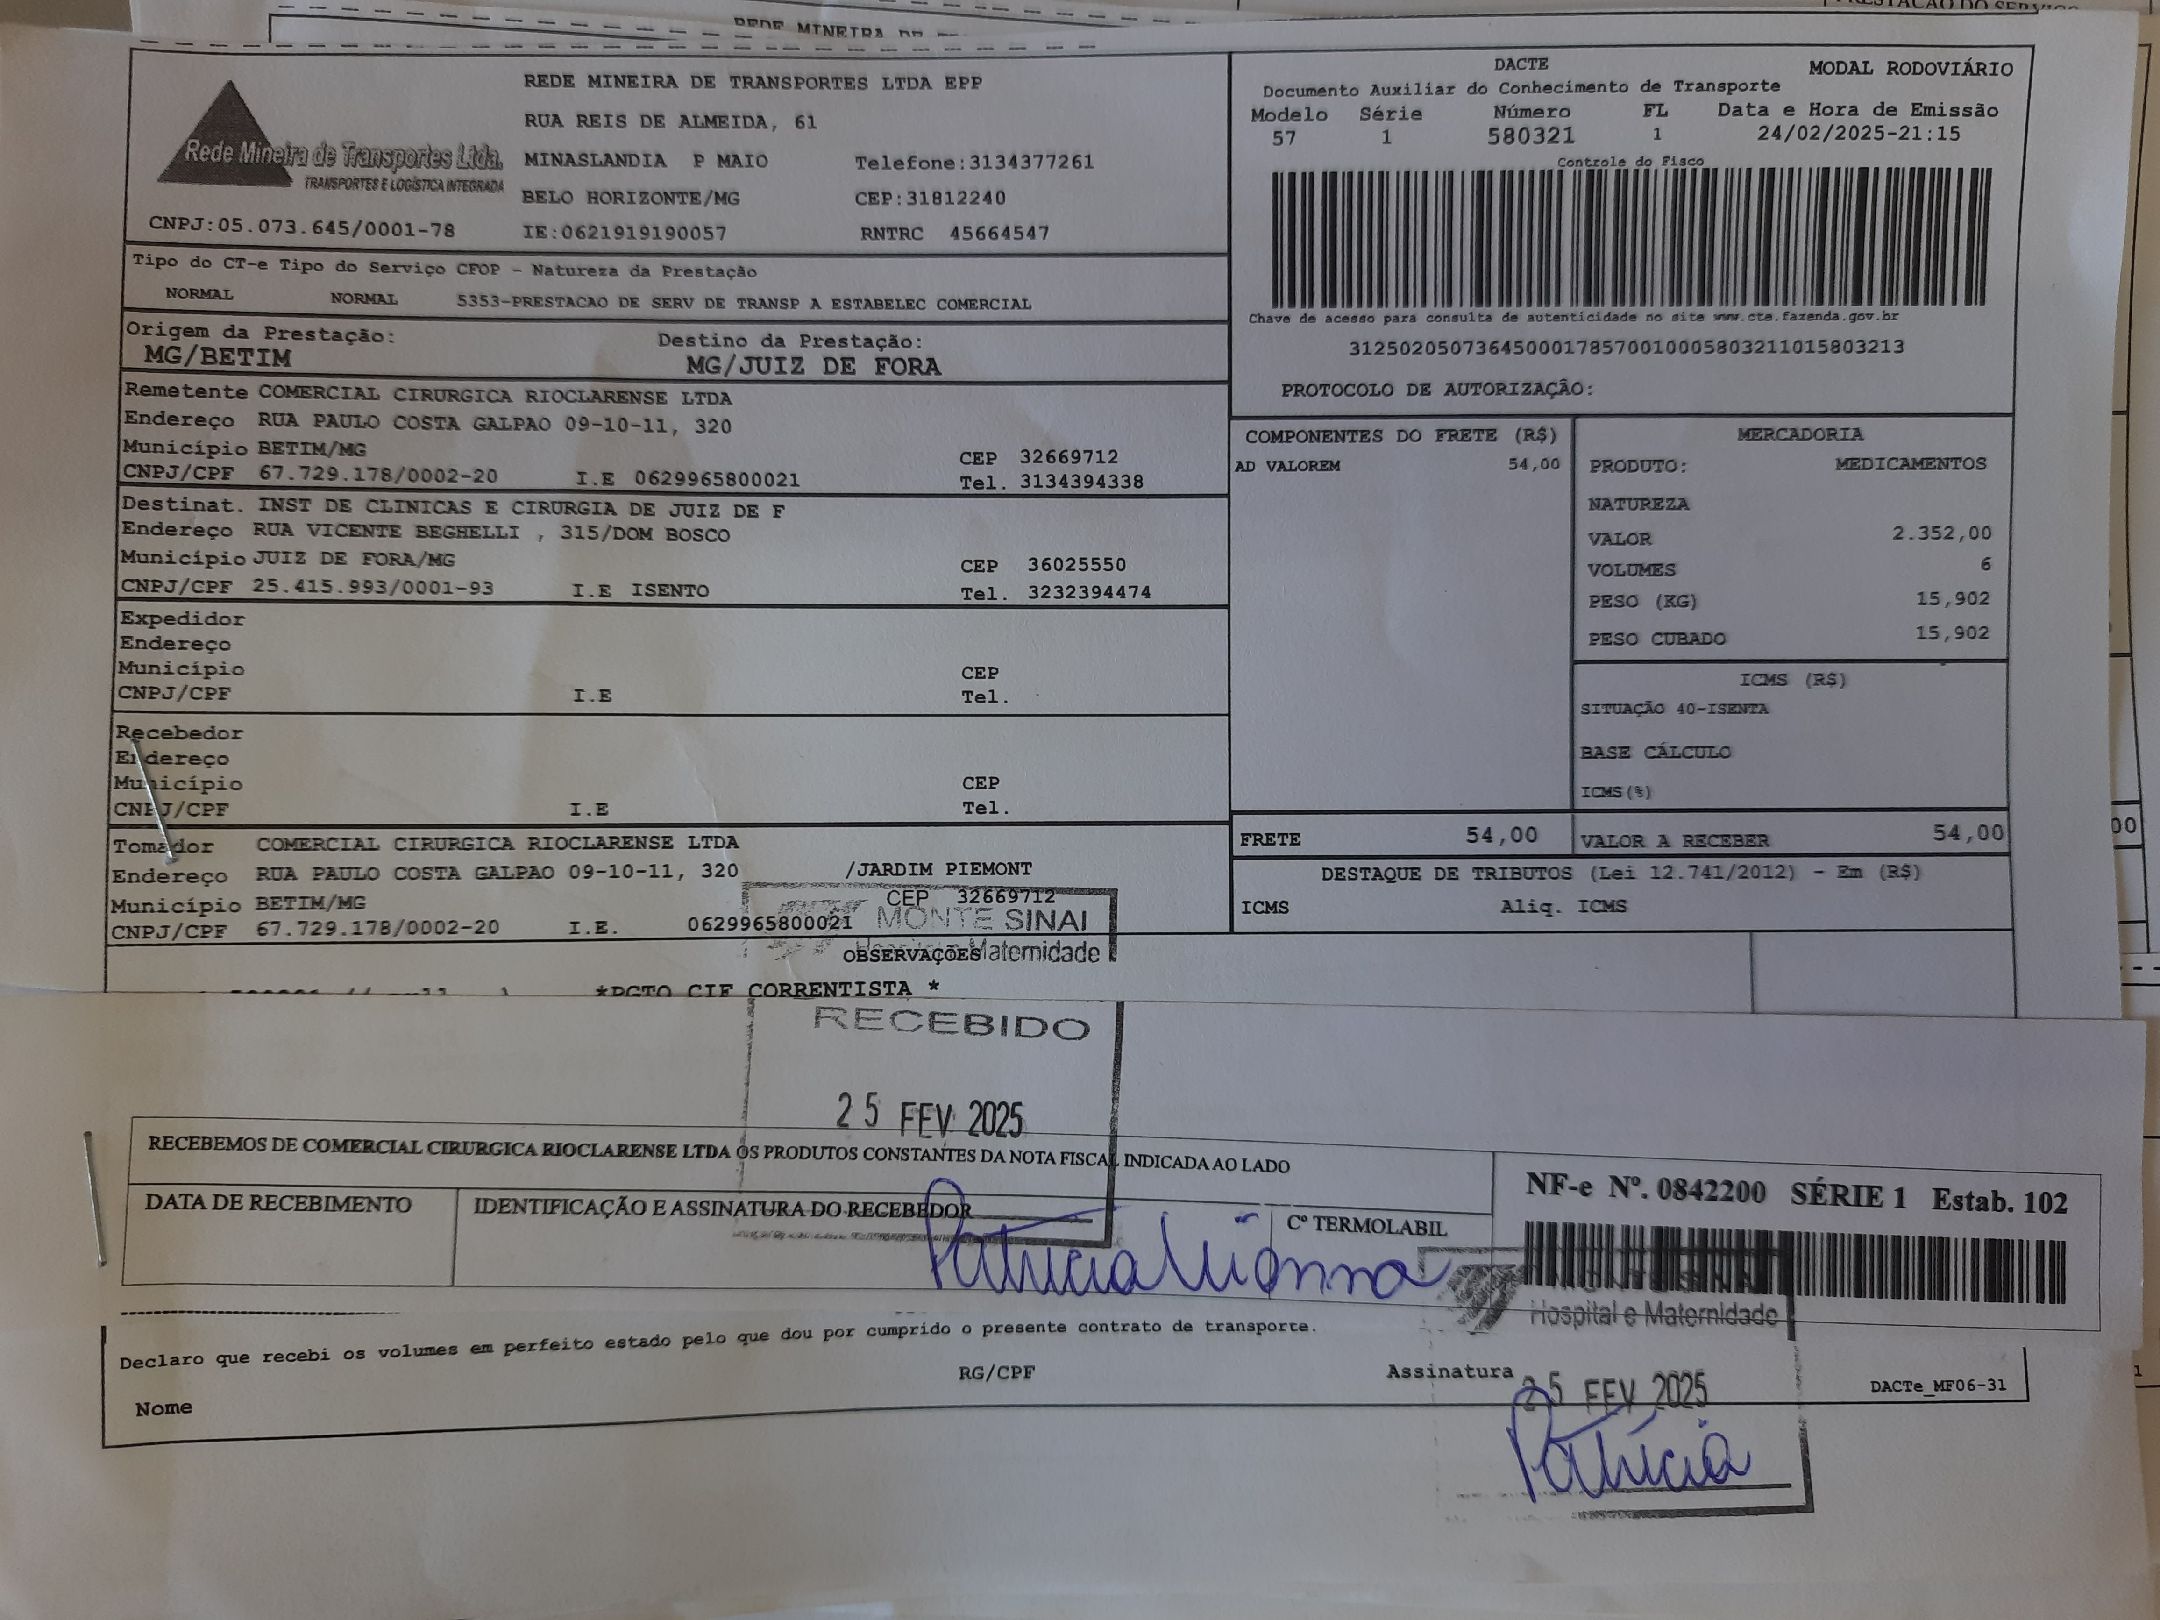 REDE MINEIRA DE
PRESTAÇÃO DO SERVIÇO
Rede Mineira de Transportes Ltda.
TRANSPORTES E LOGÍSTICA INTEGRADA
CNPJ:05.073.645/0001-78
REDE MINEIRA DE TRANSPORTES LTDA EPP
RUA REIS DE ALMEIDA, 61
MINASLANDIA P MAIO Telefone:3134377261
BELO HORIZONTE/MG CEP:31812240
IE:0621919190057 RNTRC 45664547
DACTE MODAL RODOVIÁRIO
Documento Auxiliar do Conhecimento de Transporte
Modelo Série Número FL Data e Hora de Emissão
57 1 580321 1 24/02/2025-21:15
Controle do Fisco
Chave de acesso para consulta de autenticidade no site www.cte.fazenda.gov.br
31250205073645000178570010005803211015803213
PROTOCOLO DE AUTORIZAÇÃO:
Tipo do CT-e Tipo do Serviço CFOP - Natureza da Prestação
NORMAL NORMAL 5353-PRESTACAO DE SERV DE TRANSP A ESTABELEC COMERCIAL
Origem da Prestação: Destino da Prestação:
MG/BETIM MG/JUIZ DE FORA
Remetente COMERCIAL CIRURGICA RIOCLARENSE LTDA
Endereço RUA PAULO COSTA GALPAO 09-10-11, 320
Município BETIM/MG CEP 32669712
CNPJ/CPF 67.729.178/0002-20 I.E 0629965800021 Tel. 3134394338
Destinat. INST DE CLINICAS E CIRURGIA DE JUIZ DE F
Endereço RUA VICENTE BEGHELLI , 315/DOM BOSCO
Município JUIZ DE FORA/MG CEP 36025550
CNPJ/CPF 25.415.993/0001-93 I.E ISENTO Tel. 3232394474
Expedidor
Endereço
Município CEP
CNPJ/CPF I.E Tel.
Recebedor
Endereço
Município CEP
CNPJ/CPF I.E Tel.
Tomador COMERCIAL CIRURGICA RIOCLARENSE LTDA
Endereço RUA PAULO COSTA GALPAO 09-10-11, 320 /JARDIM PIEMONT
Município BETIM/MG CEP 32669712
CNPJ/CPF 67.729.178/0002-20 I.E. 0629965800021
COMPONENTES DO FRETE (R$)
AD VALOREM 54,00
MERCADORIA
PRODUTO: MEDICAMENTOS
NATUREZA
VALOR 2.352,00
VOLUMES 6
PESO (KG) 15,902
PESO CUBADO 15,902
ICMS (R$)
SITUAÇÃO 40-ISENTA
BASE CÁLCULO
ICMS(%)
FRETE 54,00 VALOR A RECEBER 54,00
DESTAQUE DE TRIBUTOS (Lei 12.741/2012) - Em (R$)
ICMS Aliq. ICMS
MONTE SINAI
Hospital e Maternidade
OBSERVAÇÕES
*PGTO CIF CORRENTISTA *
RECEBIDO
25 FEV 2025
RECEBEMOS DE COMERCIAL CIRURGICA RIOCLARENSE LTDA OS PRODUTOS CONSTANTES DA NOTA FISCAL INDICADA AO LADO
DATA DE RECEBIMENTO IDENTIFICAÇÃO E ASSINATURA DO RECEBEDOR Cº TERMOLABIL
NF-e Nº. 0842200 SÉRIE 1 Estab. 102
Patrícia Vianna
Hospital e Maternidade
Declaro que recebi os volumes em perfeito estado pelo que dou por cumprido o presente contrato de transporte.
RG/CPF Assinatura
25 FEV 2025
DACTe_MF06-31
Nome
Patrícia